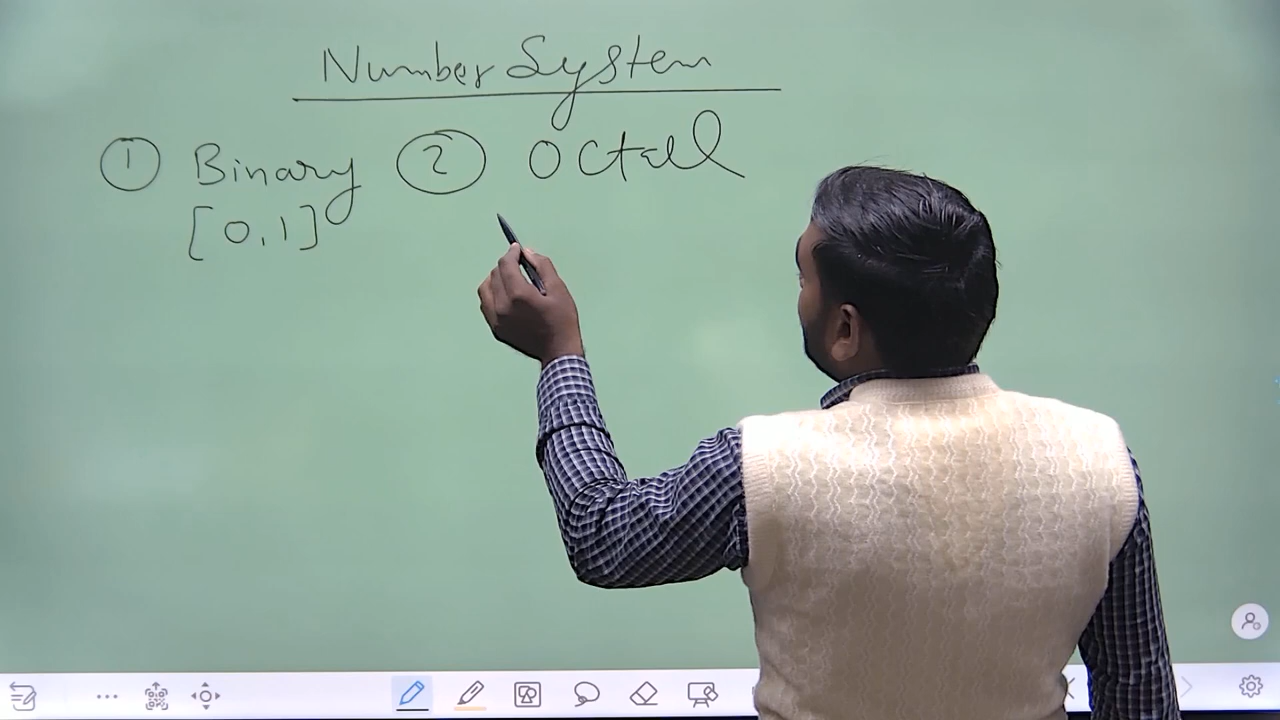 Number System
① Binary ② Octall
[0,1]